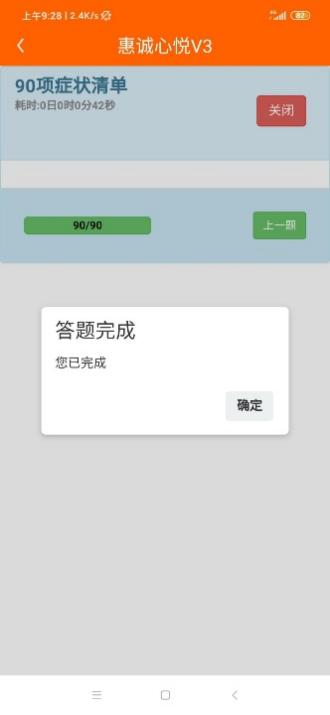 上午9:28 | 2.4K/s
82
惠诚心悦V3
90项症状清单
耗时:0日0时0分42秒
关闭
90/90
上一题
答题完成
您已完成
确定